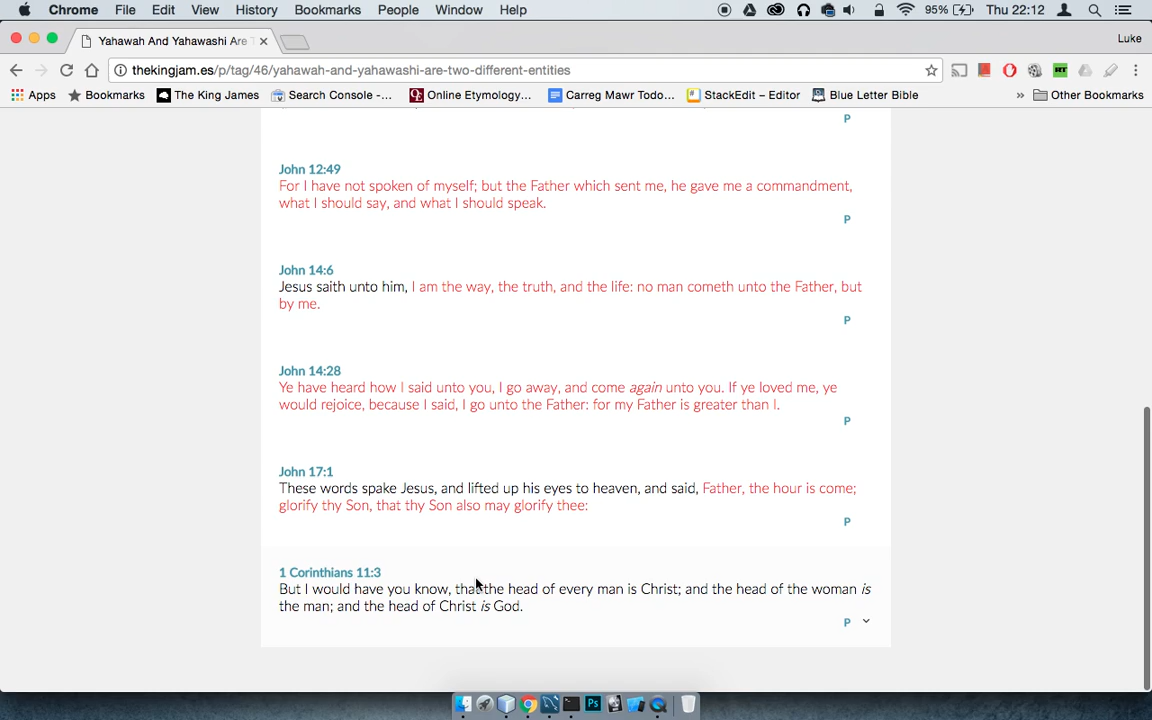 Chrome File Edit View History Bookmarks People Window Help 95% Thu 22:12
Yahawah And Yahawashi Are T Luke
thekingjam.es/p/tag/46/yahawah-and-yahawashi-are-two-different-entities
Apps Bookmarks The King James Search Console -... Online Etymology... Carreg Mawr Todo... StackEdit – Editor Blue Letter Bible » Other Bookmarks
P
John 12:49
For I have not spoken of myself; but the Father which sent me, he gave me a commandment,
what I should say, and what I should speak.
P
John 14:6
Jesus saith unto him, I am the way, the truth, and the life: no man cometh unto the Father, but
by me.
P
John 14:28
Ye have heard how I said unto you, I go away, and come again unto you. If ye loved me, ye
would rejoice, because I said, I go unto the Father: for my Father is greater than I.
P
John 17:1
These words spake Jesus, and lifted up his eyes to heaven, and said, Father, the hour is come;
glorify thy Son, that thy Son also may glorify thee:
P
1 Corinthians 11:3
But I would have you know, that the head of every man is Christ; and the head of the woman is
the man; and the head of Christ is God.
P